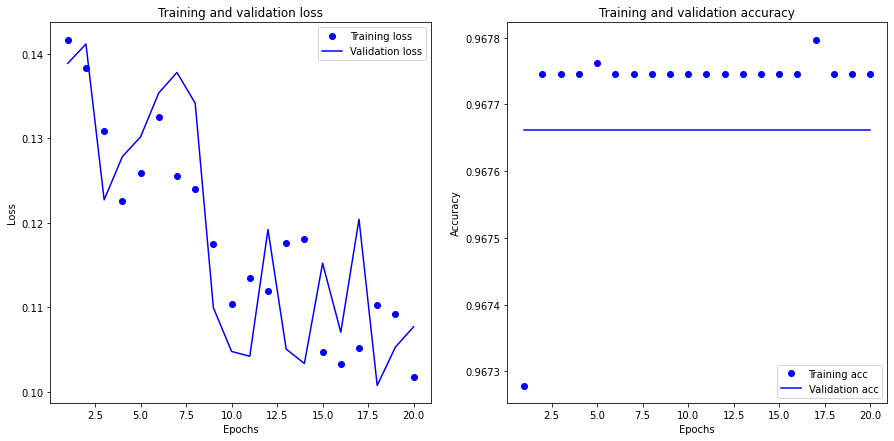 Training and validation loss
Training loss
Validation loss
0.14
0.13
0.12
0.11
0.10
Loss
2.5 5.0 7.5 10.0 12.5 15.0 17.5 20.0
Epochs
Training and validation accuracy
0.9678
0.9677
0.9676
0.9675
0.9674
0.9673
Accuracy
Training acc
Validation acc
2.5 5.0 7.5 10.0 12.5 15.0 17.5 20.0
Epochs